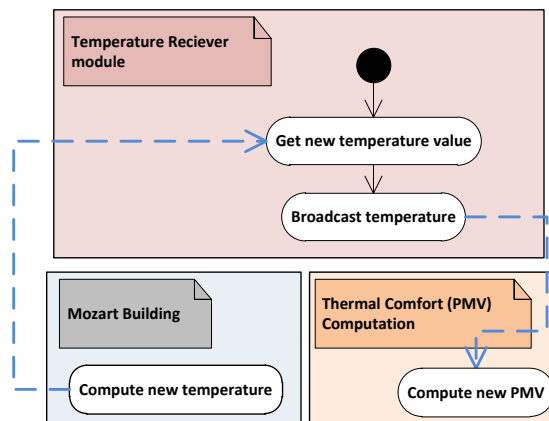 Temperature Reciever
module
Get new temperature value
Broadcast temperature
Mozart Building
Compute new temperature
Thermal Comfort (PMV)
Computation
Compute new PMV